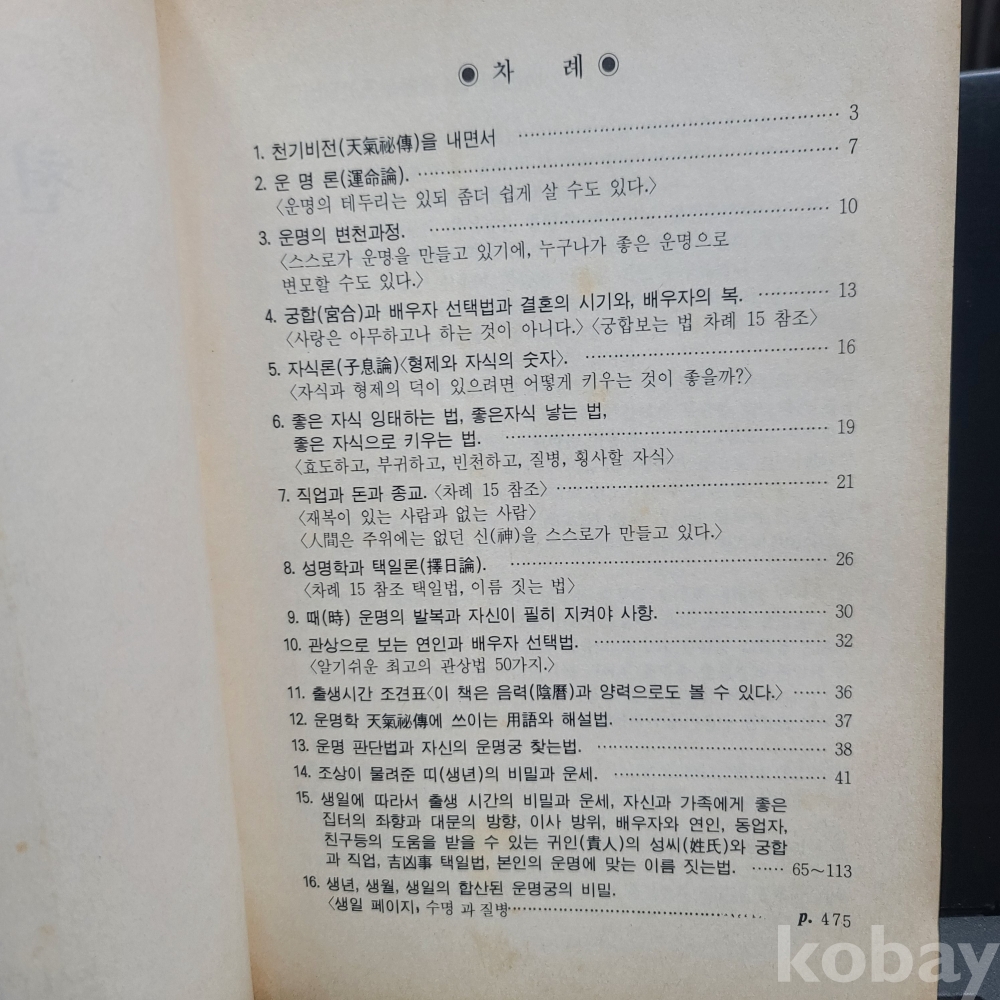 ◉ 차 례 ◉
1. 천기비전(天氣祕傳)을 내면서 ················ 3
2. 운 명 론(運命論). ················ 7
〈운명의 테두리는 있되 좀더 쉽게 살 수도 있다.〉
3. 운명의 변천과정. ················ 10
〈스스로가 운명을 만들고 있기에, 누구나가 좋은 운명으로
변모할 수도 있다.〉
4. 궁합(宮合)과 배우자 선택법과 결혼의 시기와, 배우자의 복. ············ 13
〈사랑은 아무하고나 하는 것이 아니다.〉〈궁합보는 법 차례 15 참조〉
5. 자식론(子息論)〈형제와 자식의 숫자〉. ················ 16
〈자식과 형제의 덕이 있으려면 어떻게 키우는 것이 좋을까?〉
6. 좋은 자식 잉태하는 법, 좋은자식 낳는 법,
좋은 자식으로 키우는 법. ················ 19
〈효도하고, 부귀하고, 빈천하고, 질병, 횡사할 자식〉
7. 직업과 돈과 종교. 〈차례 15 참조〉 ················ 21
〈재복이 있는 사람과 없는 사람〉
〈人間은 주위에는 없던 신(神)을 스스로가 만들고 있다.〉
8. 성명학과 택일론(擇日論). ················ 26
〈차례 15 참조 택일법, 이름 짓는 법〉
9. 때(時) 운명의 발복과 자신이 필히 지켜야 사항. ················ 30
10. 관상으로 보는 연인과 배우자 선택법. ················ 32
〈알기쉬운 최고의 관상법 50가지.〉
11. 출생시간 조견표〈이 책은 음력(陰曆)과 양력으로도 볼 수 있다.〉 ······ 36
12. 운명학 天氣祕傳에 쓰이는 用語와 해설법. ················ 37
13. 운명 판단법과 자신의 운명궁 찾는법. ················ 38
14. 조상이 물려준 띠(생년)의 비밀과 운세. ················ 41
15. 생일에 따라서 출생 시간의 비밀과 운세, 자신과 가족에게 좋은
집터의 좌향과 대문의 방향, 이사 방위, 배우자와 연인, 동업자,
친구등의 도움을 받을 수 있는 귀인(貴人)의 성씨(姓氏)와 궁합
과 직업, 吉凶事 택일법, 본인의 운명에 맞는 이름 짓는법. ······ 65～113
16. 생년, 생월, 생일의 합산된 운명궁의 비밀.
〈생일 페이지, 수명 과 질병················ p. 475
kobay